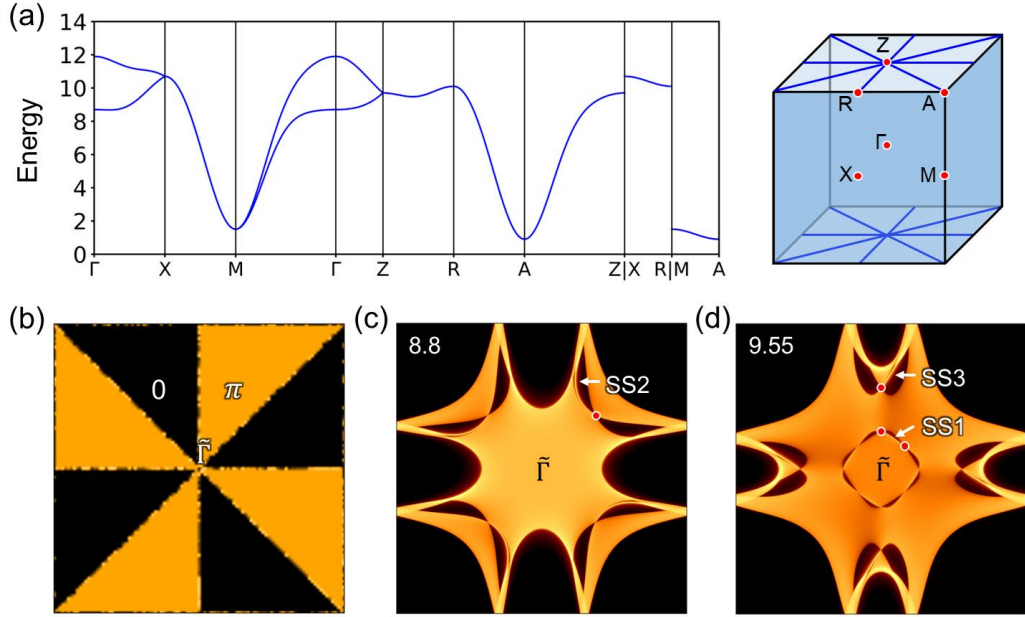 (a)
Energy
14
12
10
8
6
4
2
0
Γ X M Γ Z R A Z|X R|M A
Z
R A
Γ
X M
(b)
0 π
Γ̃
(c)
8.8
SS2
Γ̃
(d)
9.55
SS3
SS1
Γ̃